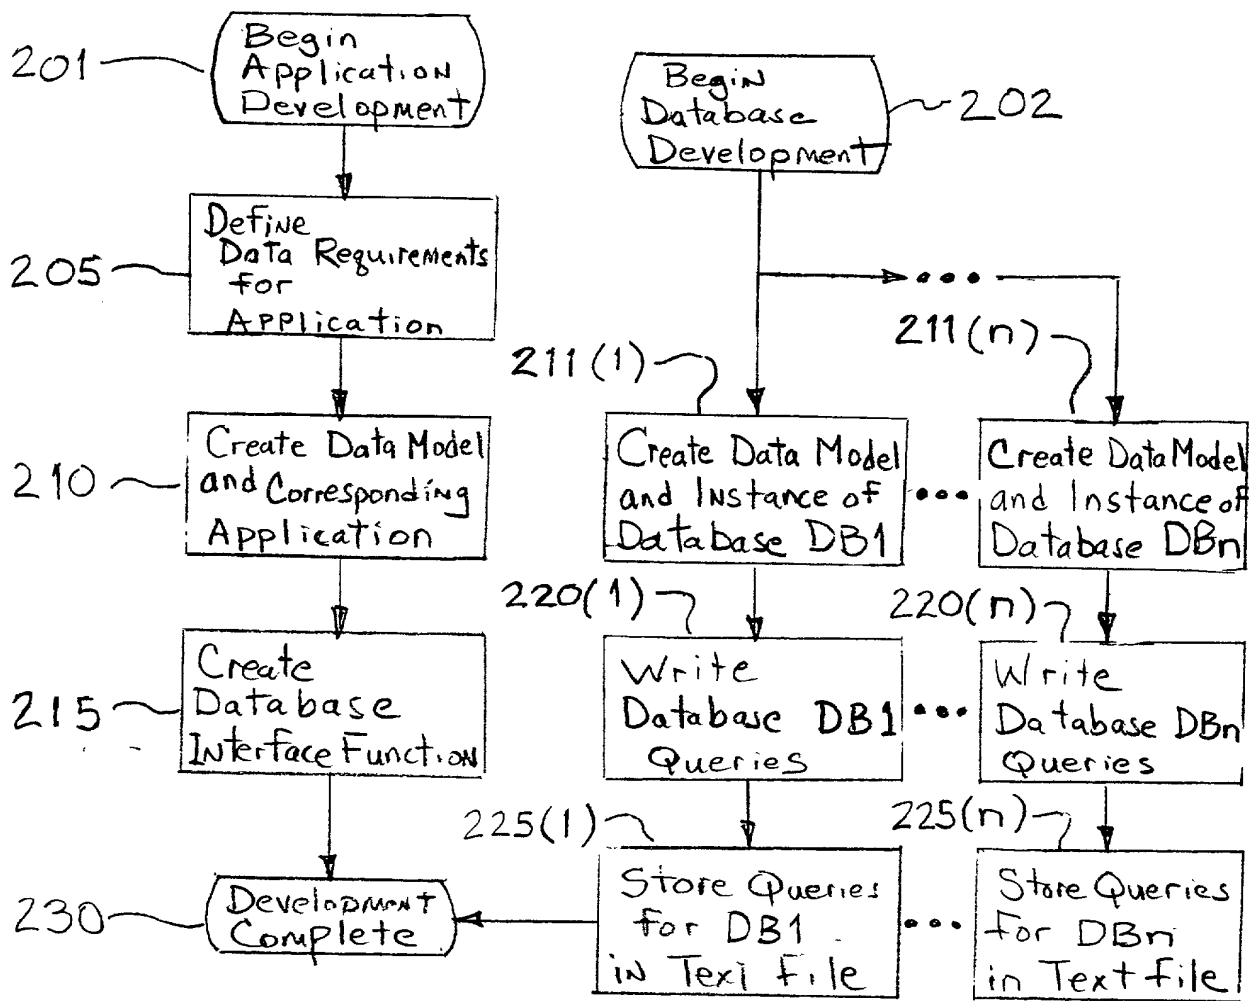 201
Begin
Application
Development
Begin
Database
Development
202
205
Define
Data Requirements
for
Application
211(1)
211(n)
210
Create Data Model
and Corresponding
Application
Create Data Model
and Instance of
Database DB1
•••
Create Data Model
and Instance of
Database DBn
220(1)
220(n)
215
Create
Database
Interface Function
Write
Database DB1
Queries
•••
Write
Database DBn
Queries
225(1)
225(n)
230
Development
Complete
Store Queries
for DB1
in Text File
•••
Store Queries
for DBn
in Text File